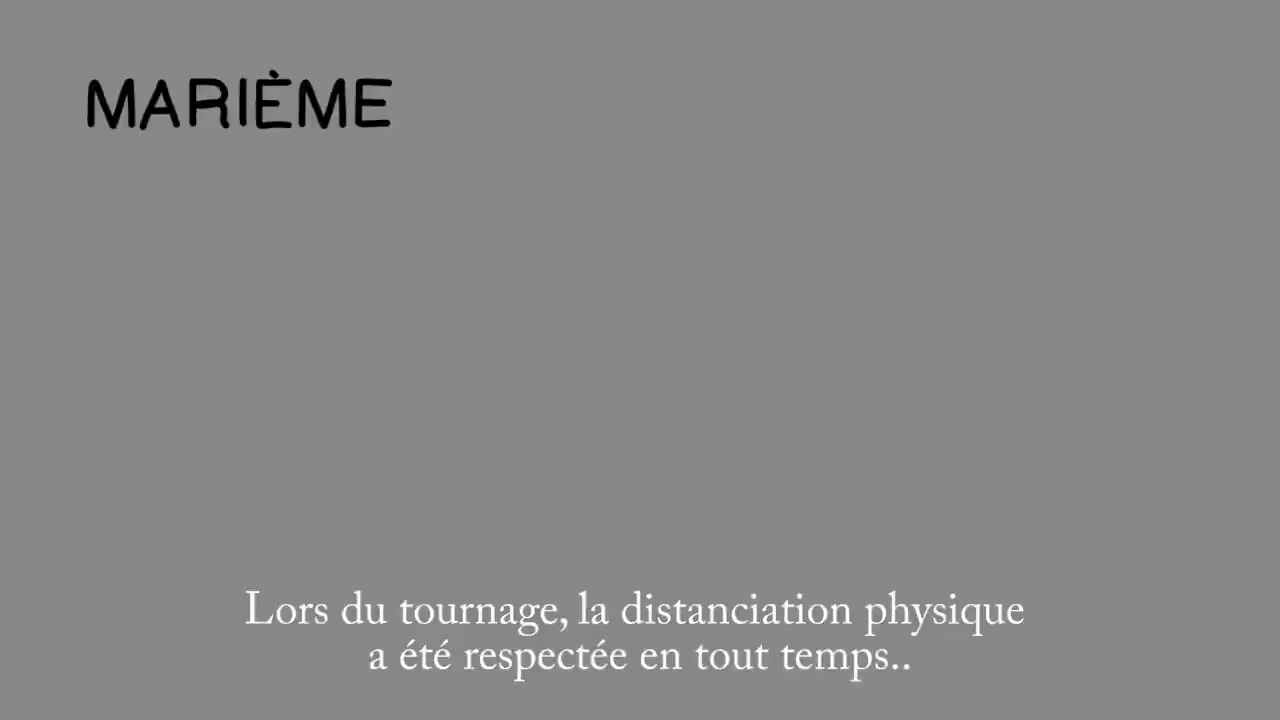 MARIÈME
Lors du tournage, la distanciation physique
a été respectée en tout temps..